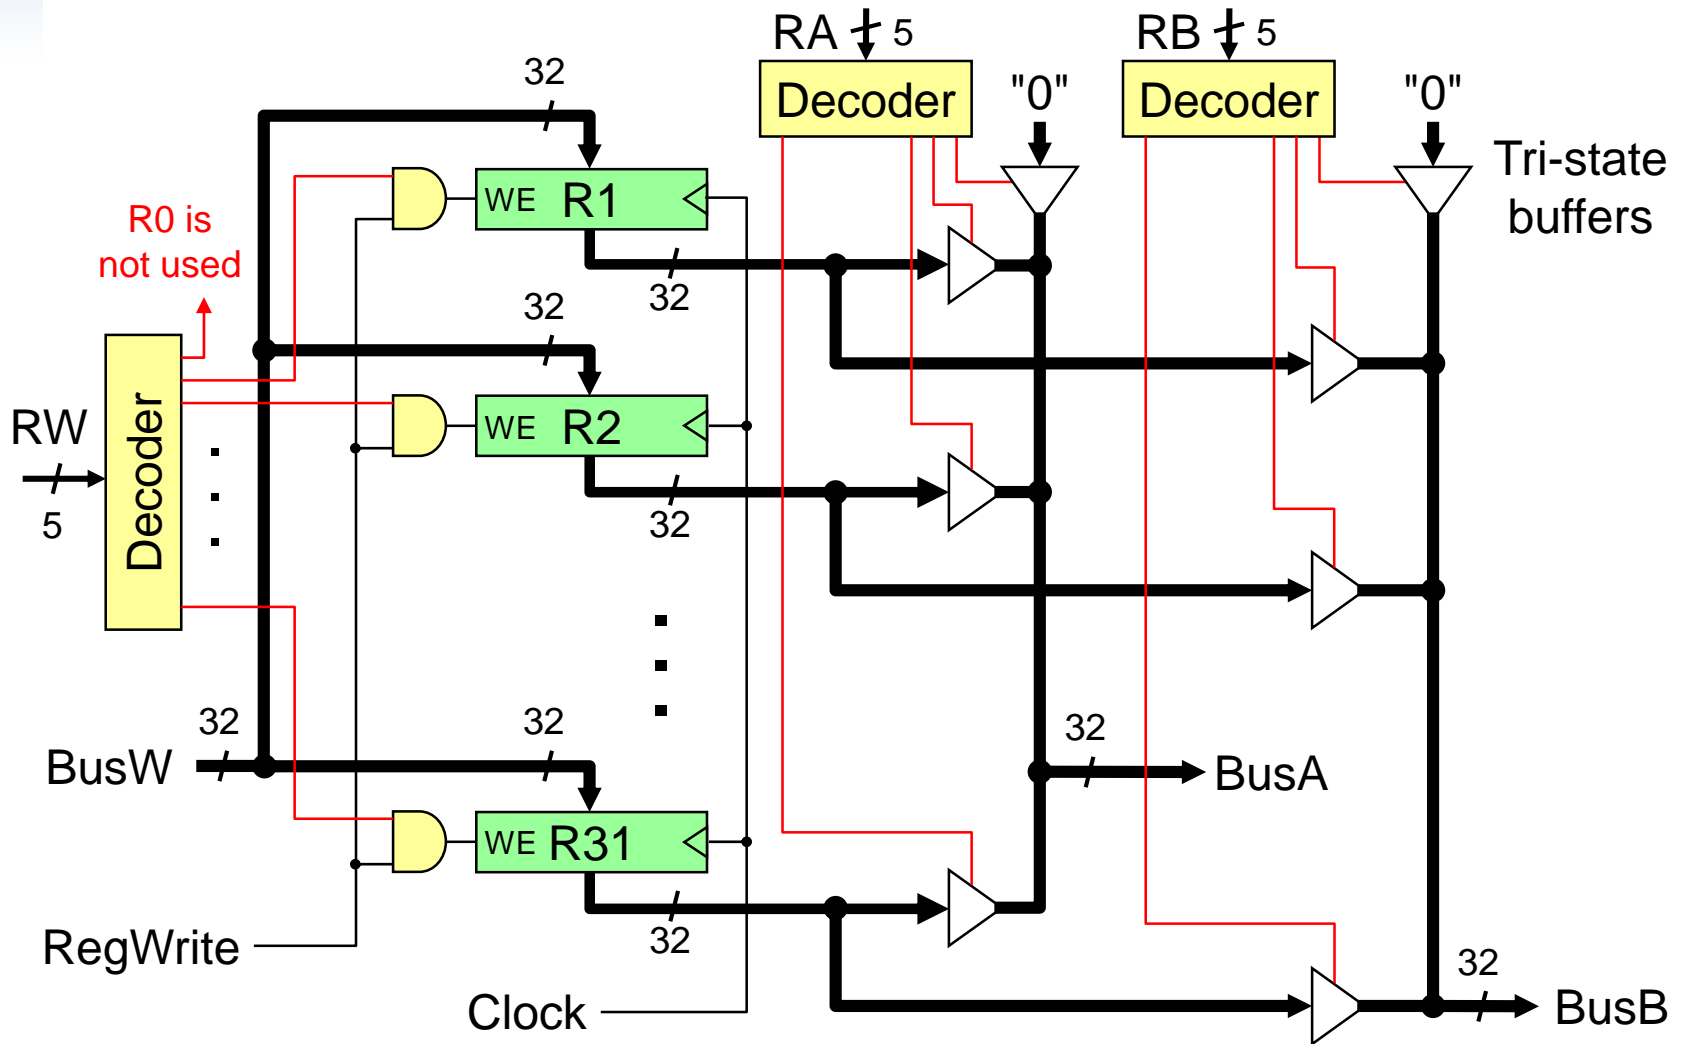 RA 5
RB 5
32
Decoder
"0"
Decoder
"0"
Tri-state
buffers
WE R1
R0 is
not used
32
32
WE R2
RW
5
Decoder
32
32
32
BusW
32
BusA
WE R31
32
RegWrite
32
Clock
BusB